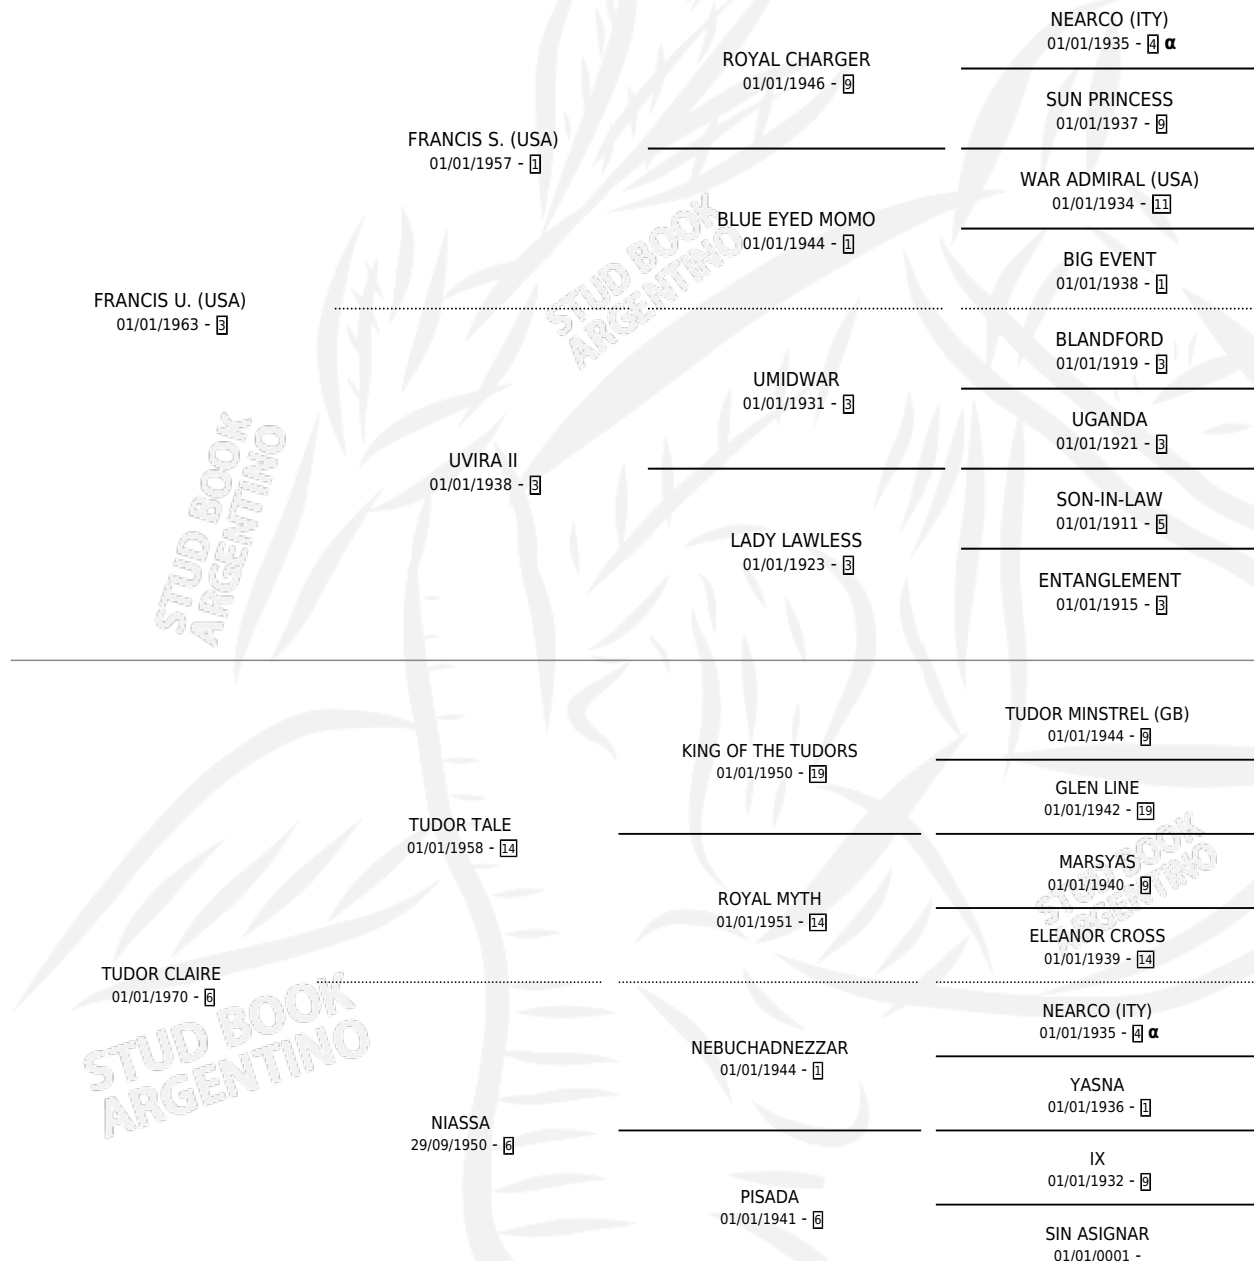 NEARCO (ITY)
01/01/1935 - 4 α
ROYAL CHARGER
01/01/1946 - 9
SUN PRINCESS
01/01/1937 - 9
FRANCIS S. (USA)
01/01/1957 - 1
WAR ADMIRAL (USA)
01/01/1934 - 11
BLUE EYED MOMO
01/01/1944 - 1
BIG EVENT
01/01/1938 - 1
STUD BOOK
ARGENTINO
FRANCIS U. (USA)
01/01/1963 - 3
BLANDFORD
01/01/1919 - 3
UMIDWAR
01/01/1931 - 3
UGANDA
01/01/1921 - 3
UVIRA II
01/01/1938 - 3
SON-IN-LAW
01/01/1911 - 5
LADY LAWLESS
01/01/1923 - 3
ENTANGLEMENT
01/01/1915 - 3
STUD BOOK
ARGENTINO
TUDOR MINSTREL (GB)
01/01/1944 - 9
KING OF THE TUDORS
01/01/1950 - 19
GLEN LINE
01/01/1942 - 19
TUDOR TALE
01/01/1958 - 14
MARSYAS
01/01/1940 - 9
ROYAL MYTH
01/01/1951 - 14
ELEANOR CROSS
01/01/1939 - 14
STUD BOOK
ARGENTINO
TUDOR CLAIRE
01/01/1970 - 6
NEARCO (ITY)
01/01/1935 - 4 α
NEBUCHADNEZZAR
01/01/1944 - 1
YASNA
01/01/1936 - 1
STUD BOOK
ARGENTINO
NIASSA
29/09/1950 - 6
IX
01/01/1932 - 9
PISADA
01/01/1941 - 6
SIN ASIGNAR
01/01/0001 -